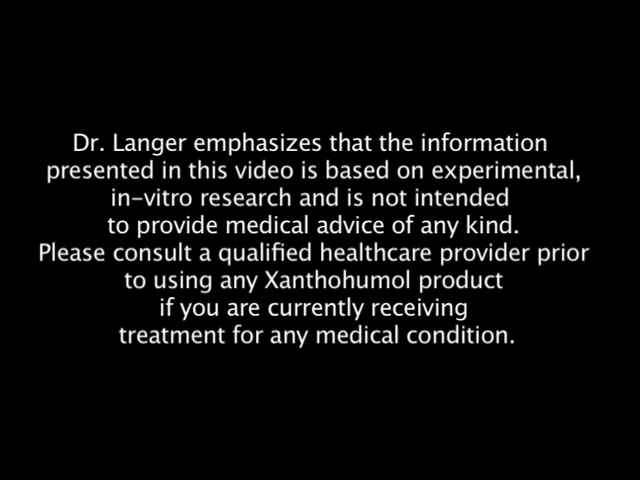 Dr. Langer emphasizes that the information
presented in this video is based on experimental,
in-vitro research and is not intended
to provide medical advice of any kind.
Please consult a qualified healthcare provider prior
to using any Xanthohumol product
if you are currently receiving
treatment for any medical condition.